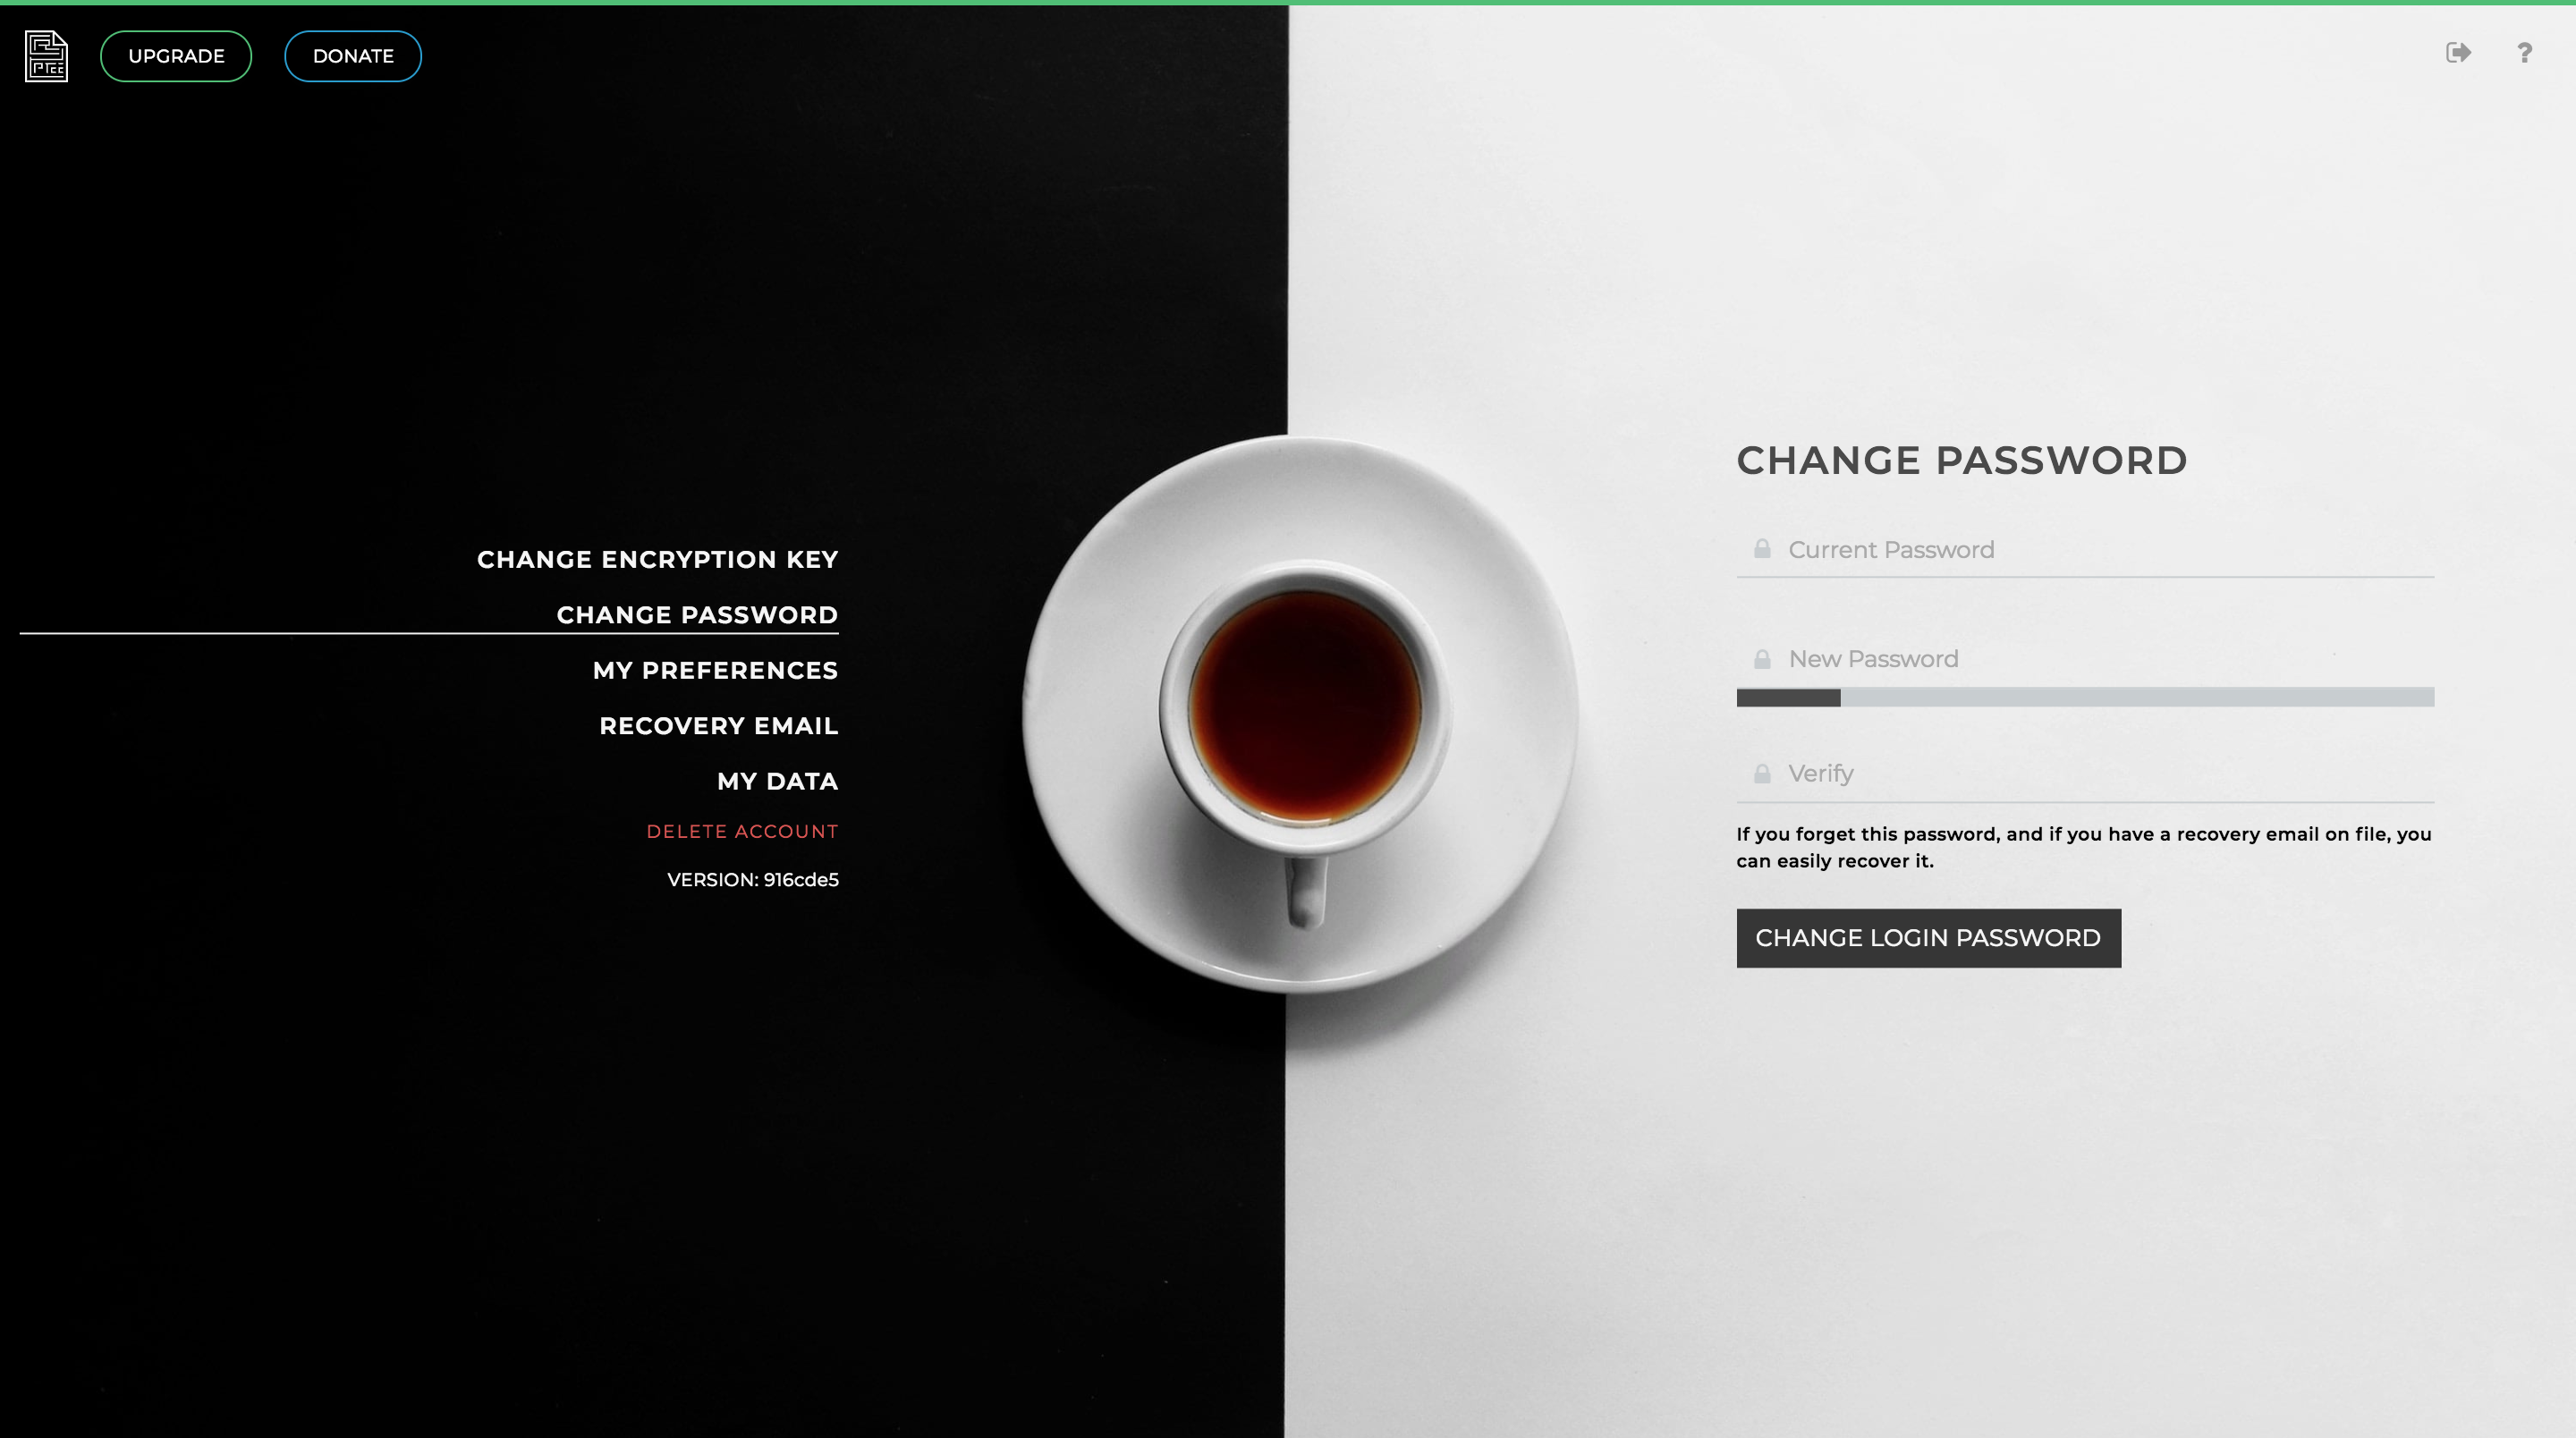 UPGRADE
DONATE
?
CHANGE ENCRYPTION KEY
CHANGE PASSWORD
MY PREFERENCES
RECOVERY EMAIL
MY DATA
DELETE ACCOUNT
VERSION: 916cde5
CHANGE PASSWORD
Current Password
New Password
Verify
If you forget this password, and if you have a recovery email on file, you
can easily recover it.
CHANGE LOGIN PASSWORD